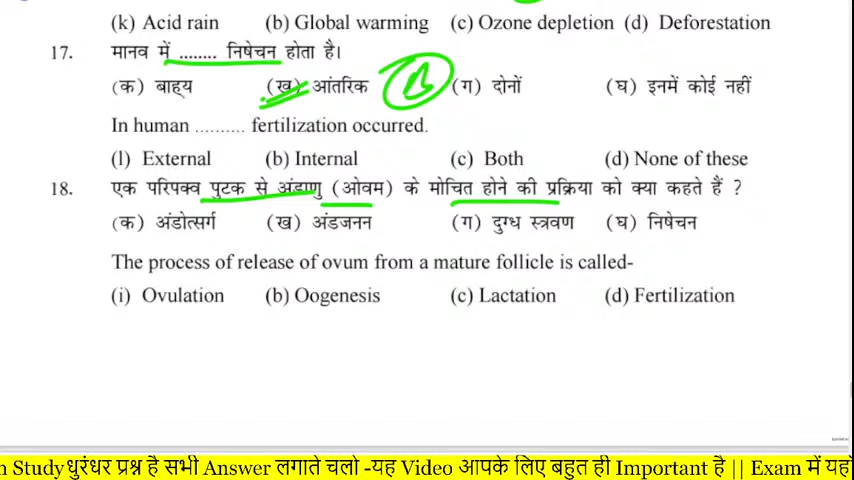 (k) Acid rain (b) Global warming (c) Ozone depletion (d) Deforestation
17. मानव में ........ निषेचन होता है।
(क) बाह्य (ख) आंतरिक B (ग) दोनों (घ) इनमें कोई नहीं
In human .......... fertilization occurred.
(l) External (b) Internal (c) Both (d) None of these
18. एक परिपक्व पुटक से अंडाणु (ओवम) के मोचित होने की प्रक्रिया को क्या कहते हैं ?
(क) अंडोत्सर्ग (ख) अंडजनन (ग) दुग्ध स्त्रवण (घ) निषेचन
The process of release of ovum from a mature follicle is called-
(i) Ovulation (b) Oogenesis (c) Lactation (d) Fertilization
Study धुरंधर प्रश्न है सभी Answer लगाते चलो -यह Video आपके लिए बहुत ही Important है || Exam में